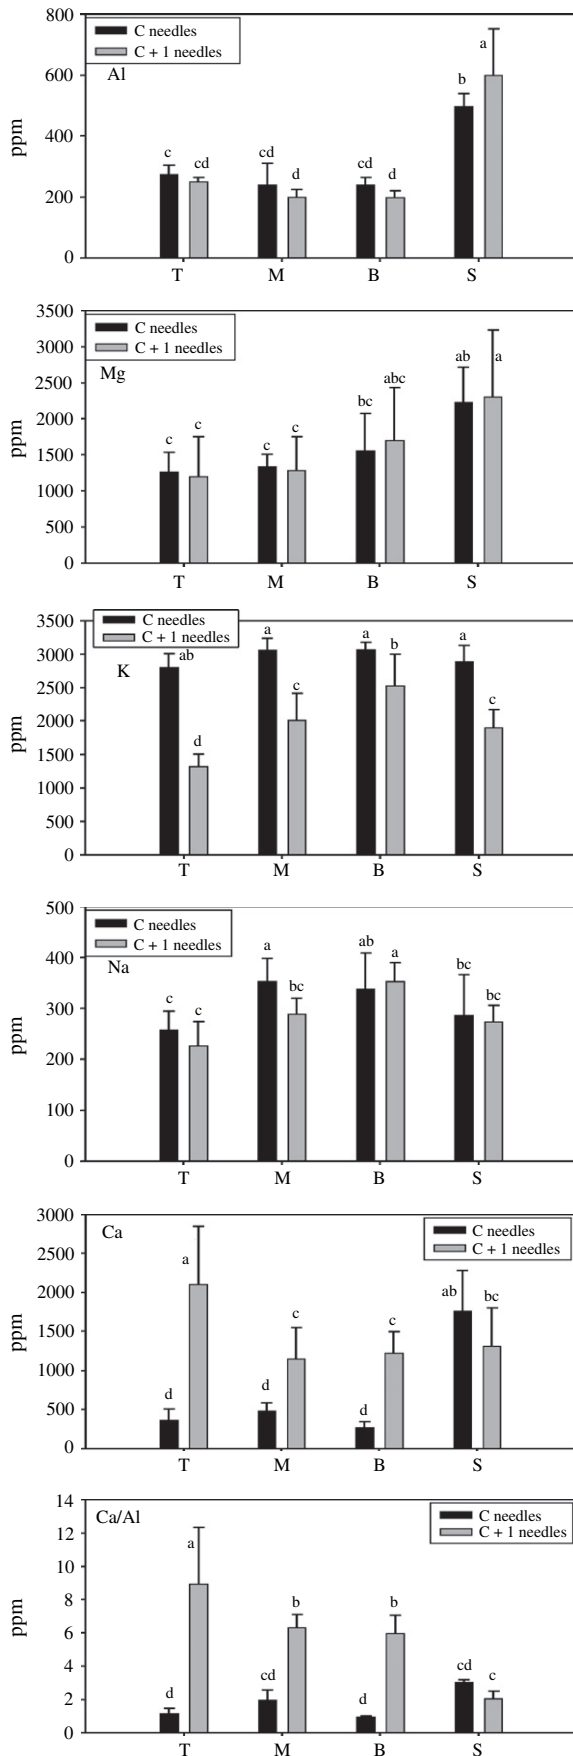 800
C needles
C + 1 needles
Al
a
600
b
ppm
400
c
cd
cd
d
cd
d
200
0
T
M
B
S
3500
C needles
3000
C + 1 needles
Mg
ab
a
2500
abc
bc
ppm
2000
c
c
c
c
1500
1000
500
0
T
M
B
S
3500
C needles
C + 1 needles
a
a
b
a
3000
ab
K
2500
c
c
ppm
2000
d
1500
1000
500
0
T
M
B
S
500
C needles
C + 1 needles
Na
a
ab
a
bc
400
bc
bc
c
c
300
ppm
200
100
0
T
M
B
S
3000
Ca
C needles
C + 1 needles
2500
a
ab
bc
2000
c
c
1500
ppm
1000
d
d
d
500
0
T
M
B
S
14
Ca/Al
C needles
C + 1 needles
12
a
10
b
b
8
ppm
6
cd
c
4
d
cd
d
2
0
T
M
B
S